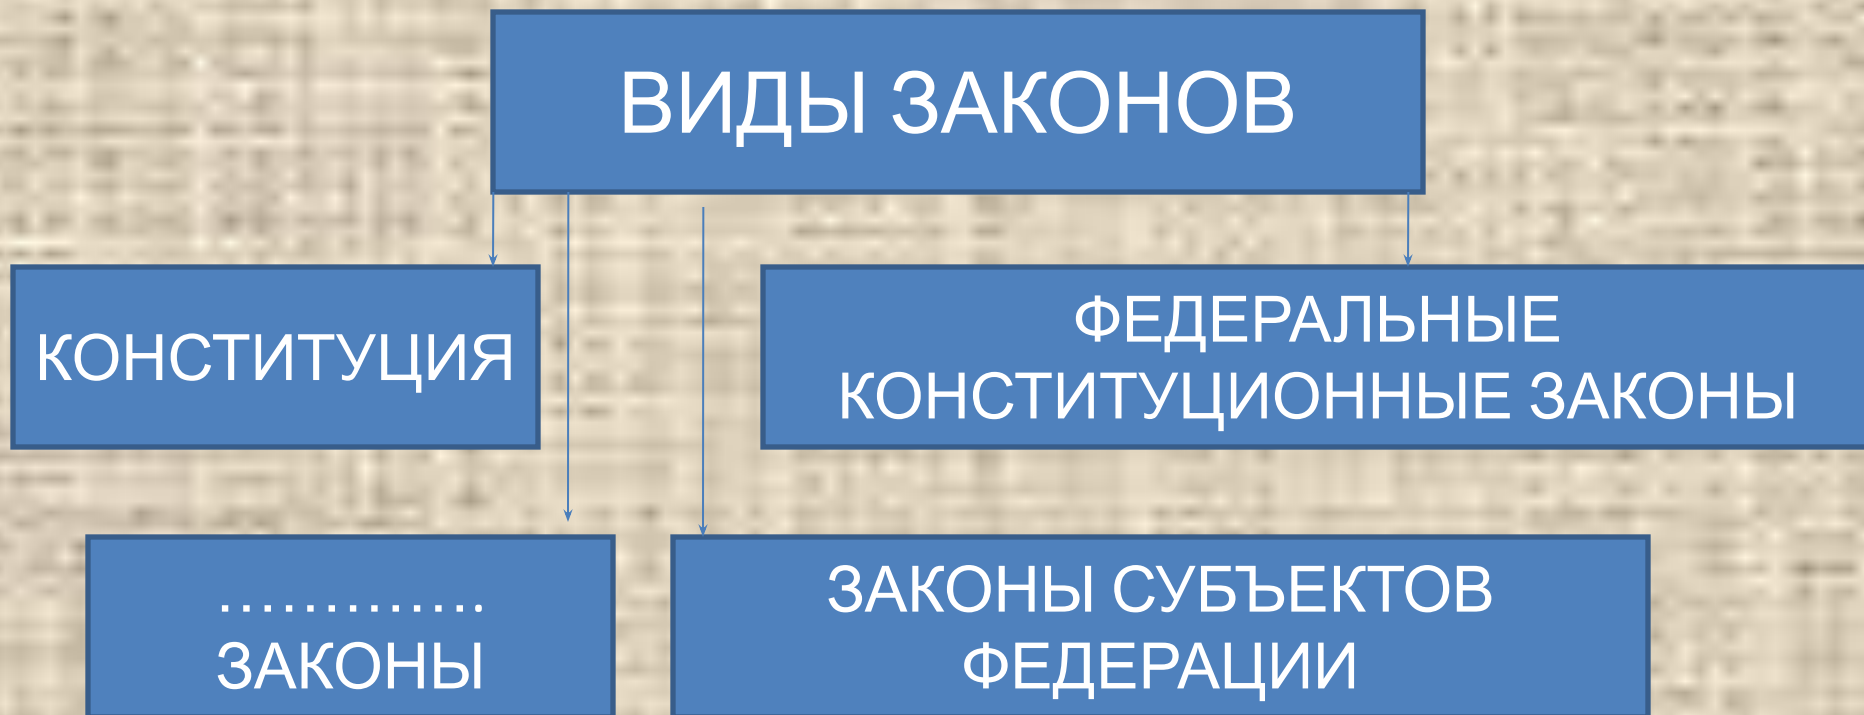 ВИДЫ ЗАКОНОВ
КОНСТИТУЦИЯ
ФЕДЕРАЛЬНЫЕ
КОНСТИТУЦИОННЫЕ ЗАКОНЫ
.............
ЗАКОНЫ
ЗАКОНЫ СУБЪЕКТОВ
ФЕДЕРАЦИИ